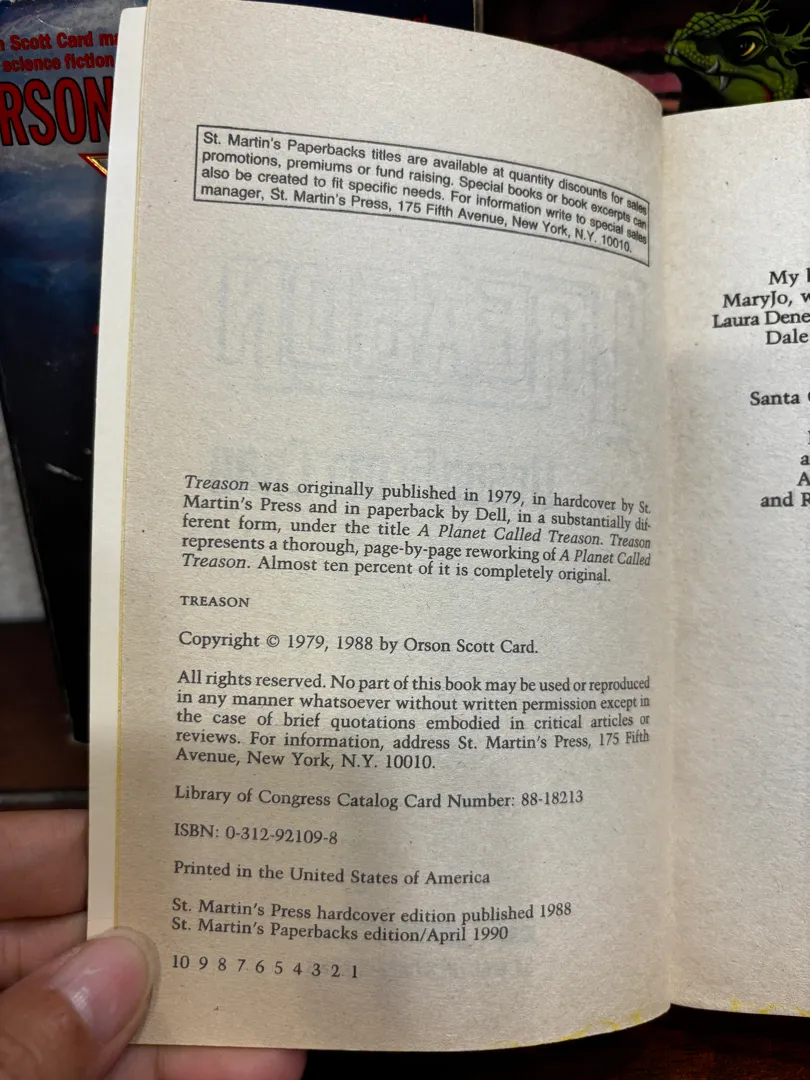 Scott Card
science fiction
ORSON
St. Martin's Paperbacks titles are available at quantity discounts for sales
promotions, premiums or fund raising. Special books or book excerpts can
also be created to fit specific needs. For information write to special sales
manager, St. Martin's Press, 175 Fifth Avenue, New York, N.Y. 10010.
Treason was originally published in 1979, in hardcover by St.
Martin's Press and in paperback by Dell, in a substantially dif-
ferent form, under the title A Planet Called Treason. Treason
represents a thorough, page-by-page reworking of A Planet Called
Treason. Almost ten percent of it is completely original.
TREASON
Copyright © 1979, 1988 by Orson Scott Card.
All rights reserved. No part of this book may be used or reproduced
in any manner whatsoever without written permission except in
the case of brief quotations embodied in critical articles or
reviews. For information, address St. Martin's Press, 175 Fifth
Avenue, New York, N.Y. 10010.
Library of Congress Catalog Card Number: 88-18213
ISBN: 0-312-92109-8
Printed in the United States of America
St. Martin's Press hardcover edition published 1988
St. Martin's Paperbacks edition/April 1990
10 9 8 7 6 5 4 3 2 1
My
MaryJo,
Laura Dene
Dale
Santa
and